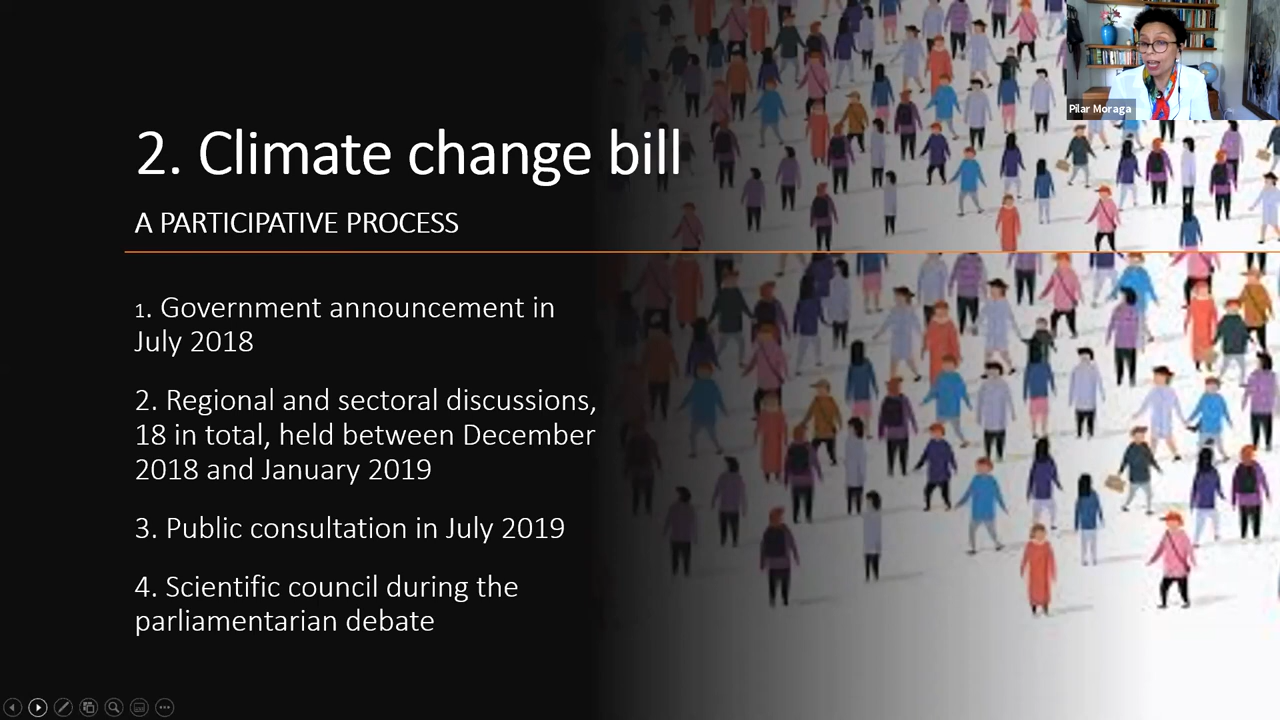 Pilar Moraga
2. Climate change bill
A PARTICIPATIVE PROCESS
1. Government announcement in
July 2018
2. Regional and sectoral discussions,
18 in total, held between December
2018 and January 2019
3. Public consultation in July 2019
4. Scientific council during the
parliamentarian debate